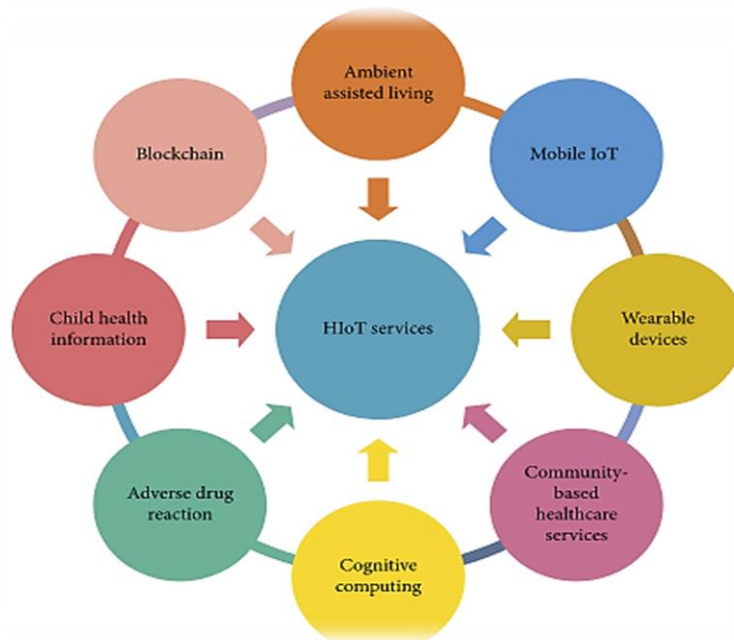 Ambient
assisted living
Mobile IoT
Wearable
devices
Community-
based
healthcare
services
Cognitive
computing
Adverse drug
reaction
Child health
information
Blockchain
HIoT services